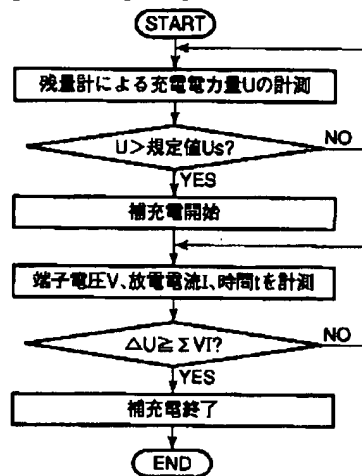 START
残量計による充電電力量Uの計測
U>規定値Us?
NO
YES
補充電開始
端子電圧V、放電電流I、時間tを計測
ΔU≧ΣVI?
NO
YES
補充電終了
END